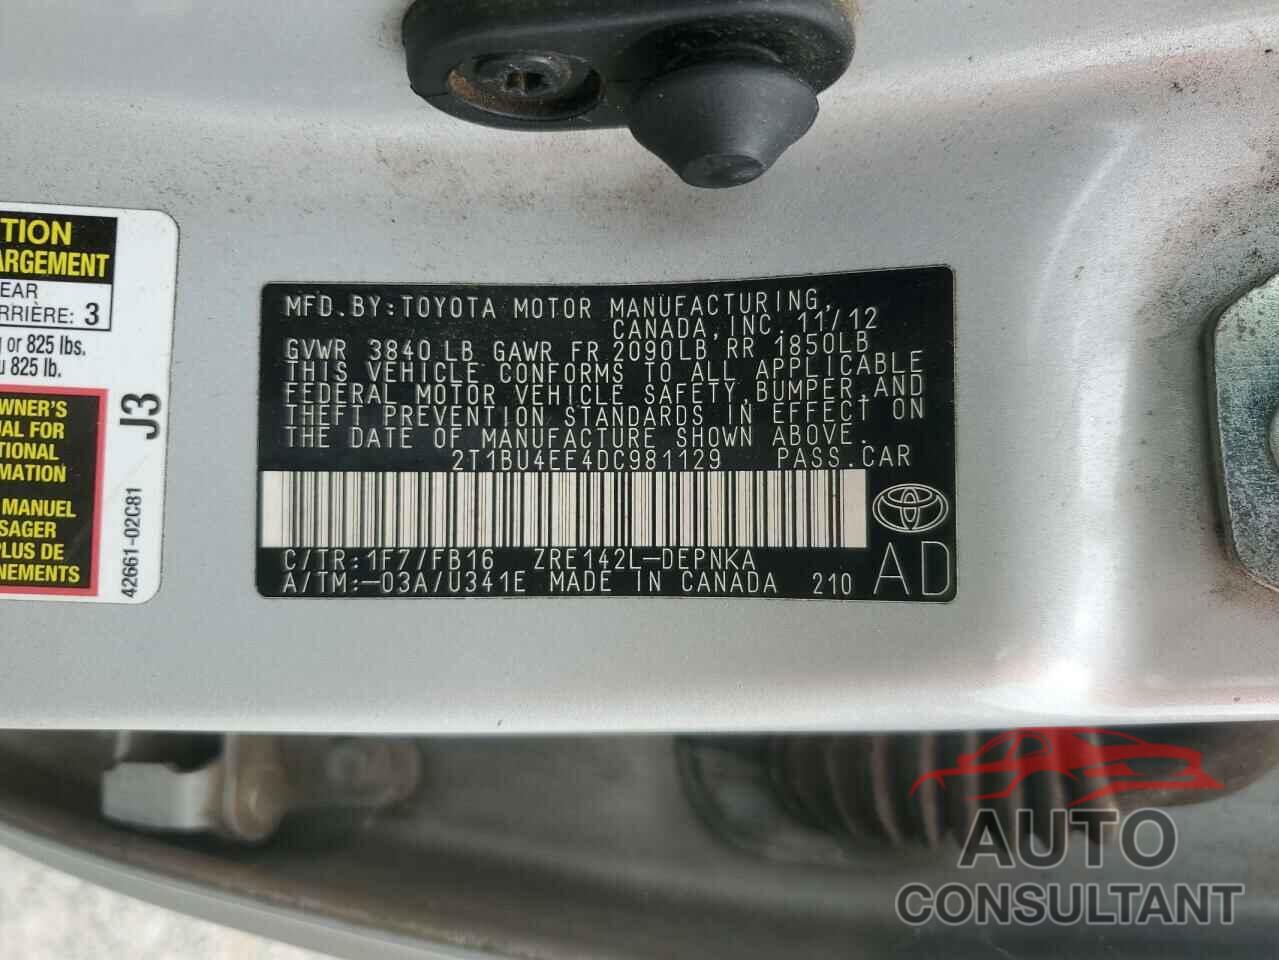 TION
ARGEMENT
EAR
RRIÈRE: 3
g or 825 lbs.
u 825 lb.
OWNER'S
UAL FOR
TIONAL
RMATION
MANUEL
SAGER
PLUS DE
NEMENTS
J3
42661-02C81
MFD.BY:TOYOTA MOTOR MANUFACTURING,
CANADA,INC. 11/12
GVWR 3840 LB GAWR FR 2090LB RR 1850LB
THIS VEHICLE CONFORMS TO ALL APPLICABLE
FEDERAL MOTOR VEHICLE SAFETY,BUMPER,AND
THEFT PREVENTION STANDARDS IN EFFECT ON
THE DATE OF MANUFACTURE SHOWN ABOVE.
2T1BU4EE4DC981129 PASS.CAR
C/TR:1F7/FB16 ZRE142L-DEPNKA
A/TM:-03A/U341E MADE IN CANADA 210
AD
AUTO
CONSULTANT